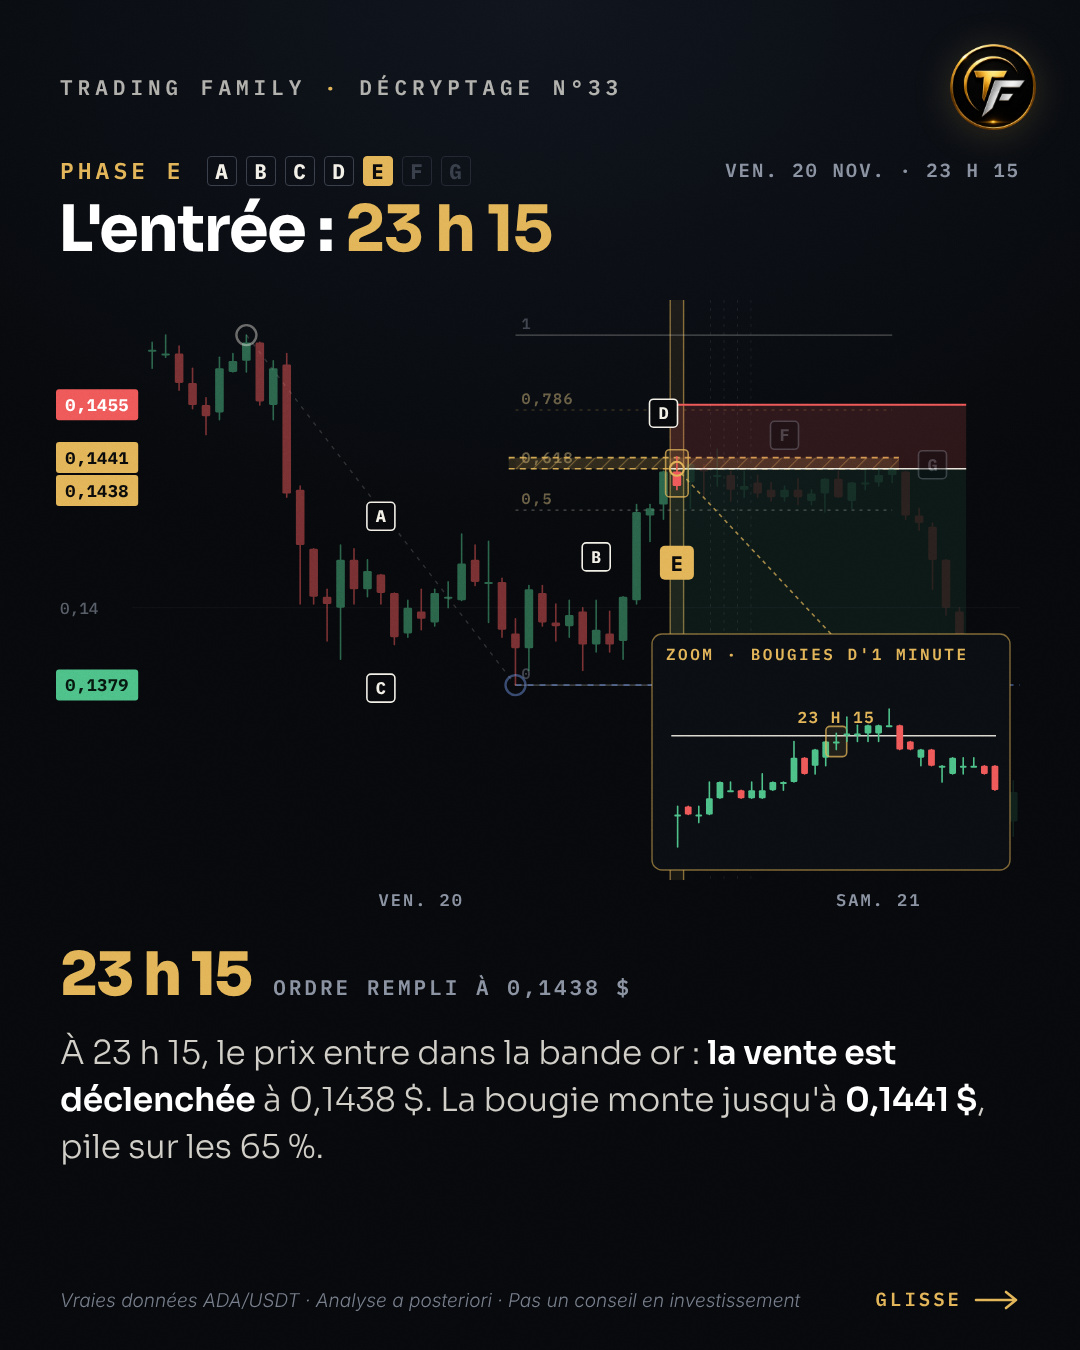 TRADING FAMILY · DÉCRYPTAGE N°33
TF
PHASE E A B C D E F G
VEN. 20 NOV. · 23 H 15
L'entrée : 23 h 15
1
0,786
0,618
0,5
0
0,1455
0,1441
0,1438
0,14
0,1379
A
B
C
D
E
F
G
ZOOM · BOUGIES D'1 MINUTE
23 H 15
VEN. 20
SAM. 21
23 h 15 ORDRE REMPLI À 0,1438 $
À 23 h 15, le prix entre dans la bande or : la vente est
déclenchée à 0,1438 $. La bougie monte jusqu'à 0,1441 $,
pile sur les 65 %.
Vraies données ADA/USDT · Analyse a posteriori · Pas un conseil en investissement
GLISSE